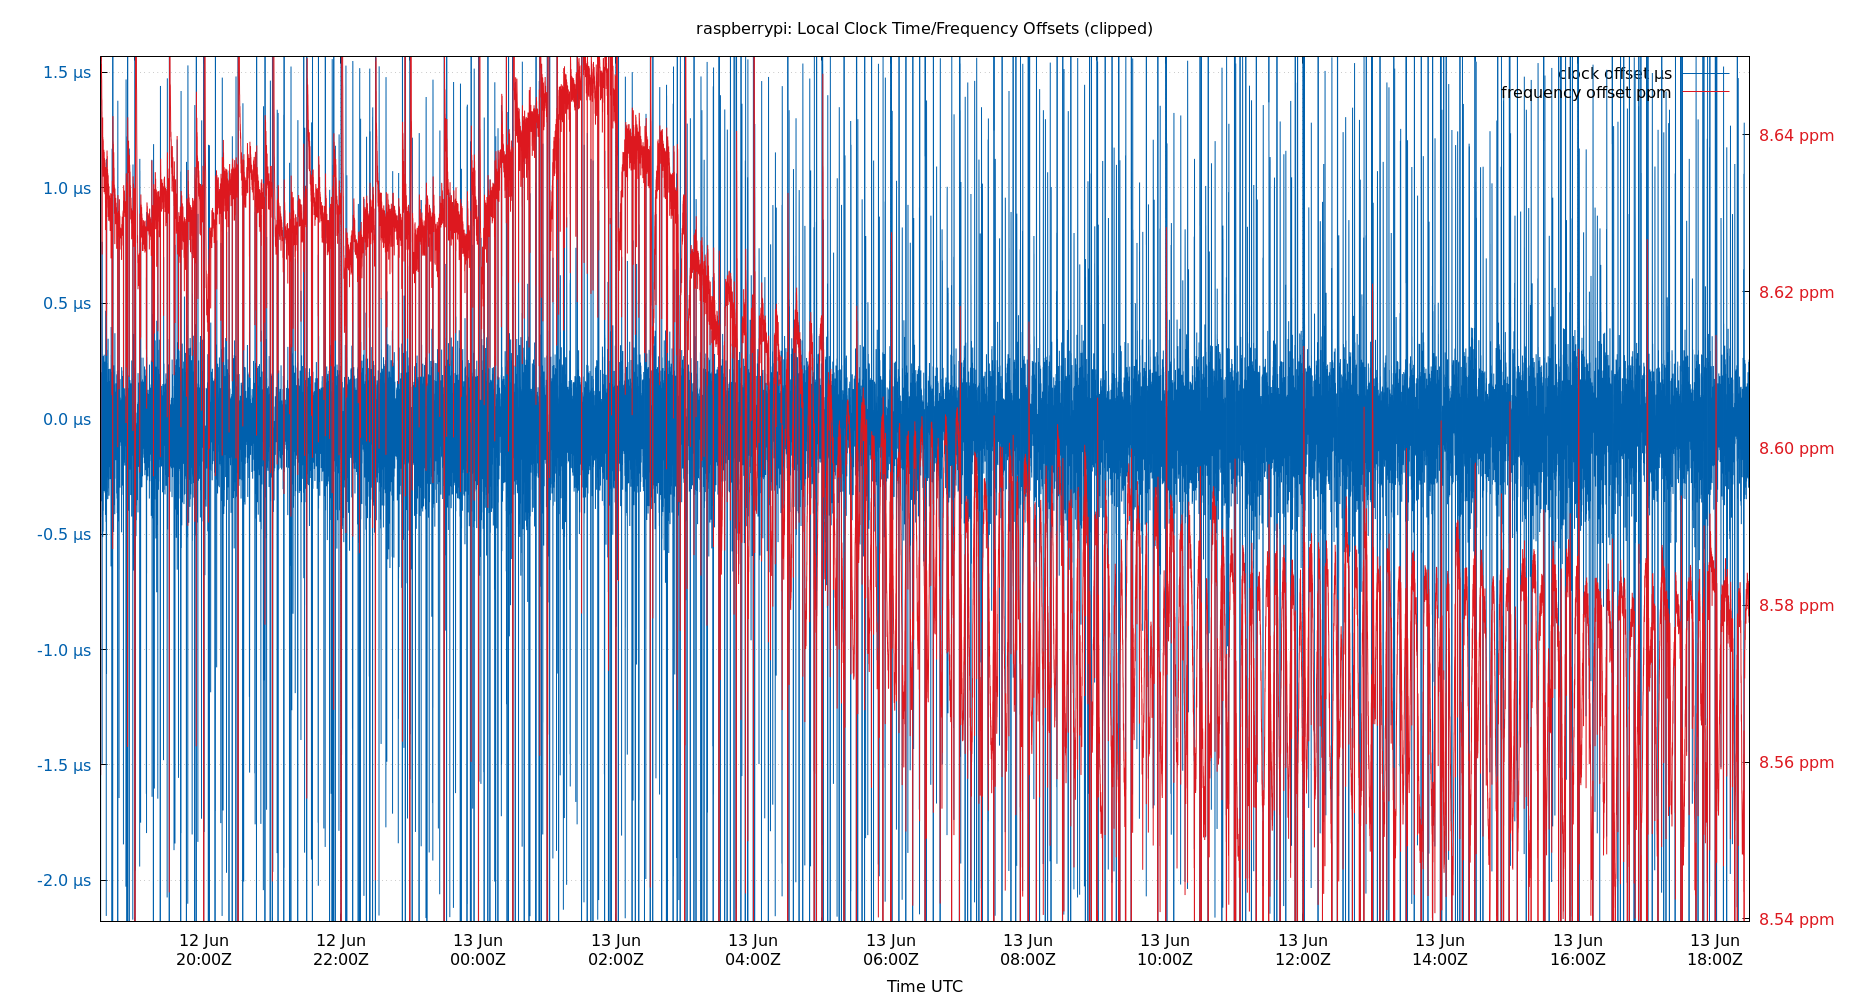 raspberrypi: Local Clock Time/Frequency Offsets (clipped)
clock offset µs
frequency offset ppm
1.5 µs
1.0 µs
0.5 µs
0.0 µs
-0.5 µs
-1.0 µs
-1.5 µs
-2.0 µs
8.64 ppm
8.62 ppm
8.60 ppm
8.58 ppm
8.56 ppm
8.54 ppm
12 Jun
20:00Z
12 Jun
22:00Z
13 Jun
00:00Z
13 Jun
02:00Z
13 Jun
04:00Z
13 Jun
06:00Z
13 Jun
08:00Z
13 Jun
10:00Z
13 Jun
12:00Z
13 Jun
14:00Z
13 Jun
16:00Z
13 Jun
18:00Z
Time UTC